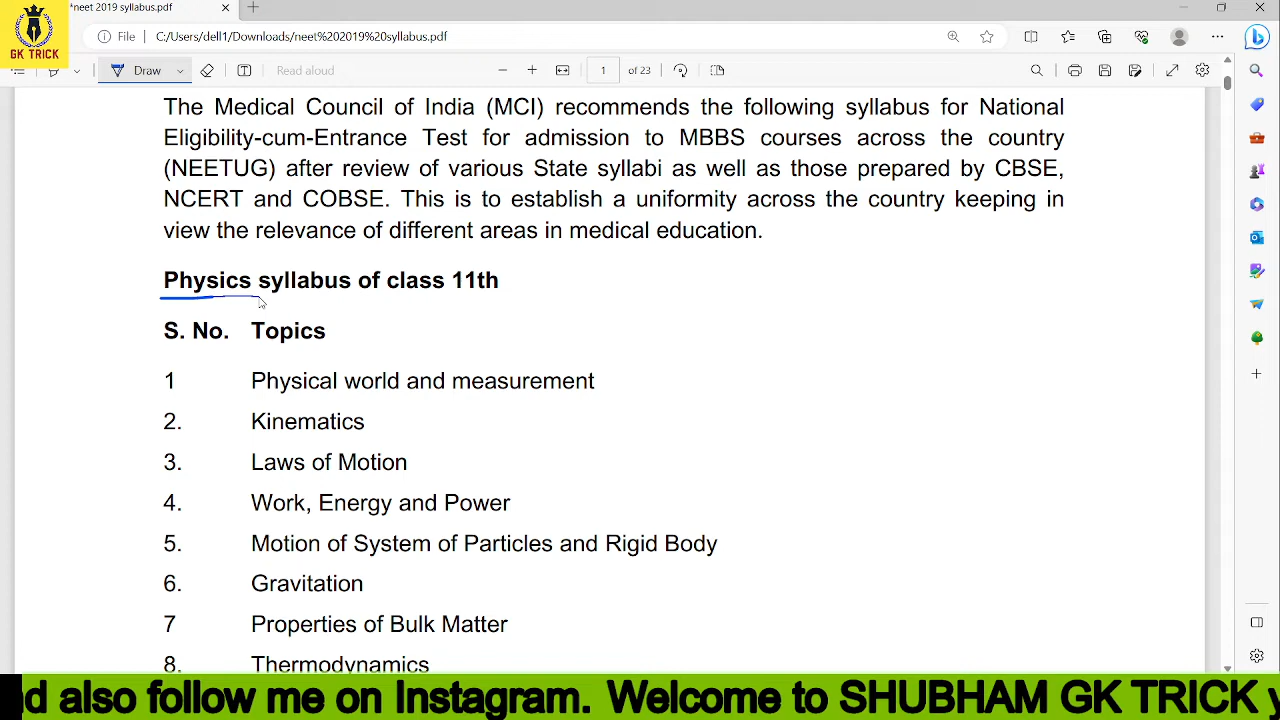 *neet 2019 syllabus.pdf
GK TRICK
File
C:/Users/dell1/Downloads/neet%202019%20syllabus.pdf
Draw
Read aloud
1
of 23
The Medical Council of India (MCI) recommends the following syllabus for National
Eligibility-cum-Entrance Test for admission to MBBS courses across the country
(NEETUG) after review of various State syllabi as well as those prepared by CBSE,
NCERT and COBSE. This is to establish a uniformity across the country keeping in
view the relevance of different areas in medical education.
Physics syllabus of class 11th
S. No. Topics
1 Physical world and measurement
2. Kinematics
3. Laws of Motion
4. Work, Energy and Power
5. Motion of System of Particles and Rigid Body
6. Gravitation
7 Properties of Bulk Matter
8. Thermodynamics
d also follow me on Instagram. Welcome to SHUBHAM GK TRICK y